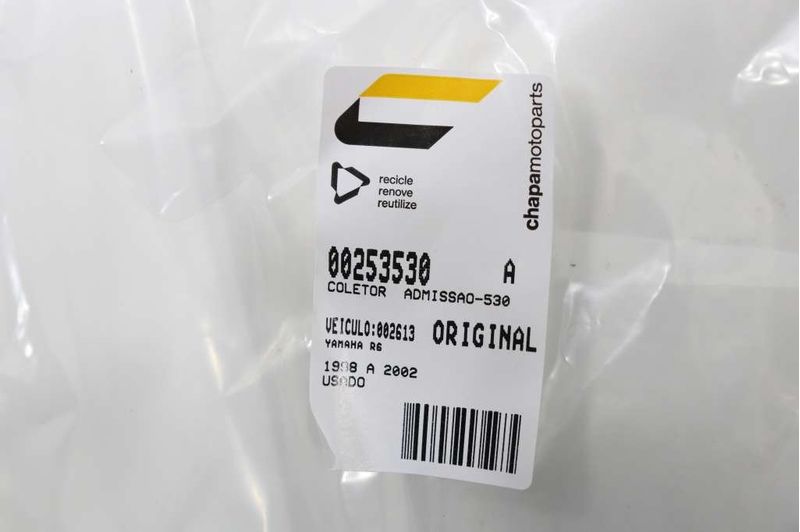 chapamotoparts
recicle
renove
reutilize
00253530 A
COLETOR ADMISSAO-530
VEICULO:002613 ORIGINAL
YAMAHA R6
1998 A 2002
USADO